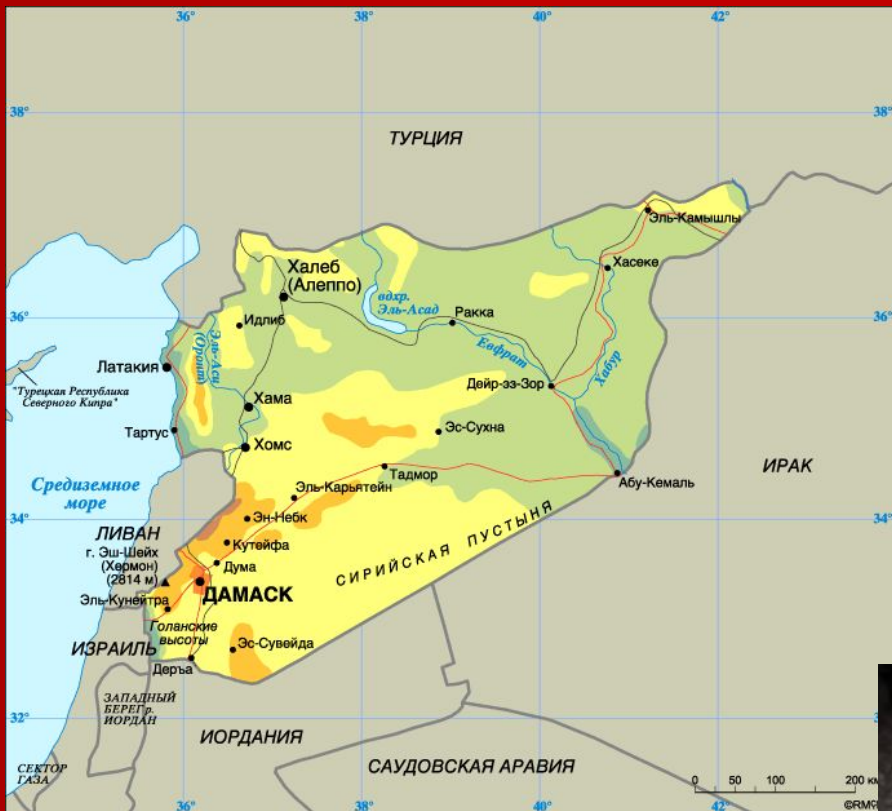 36°
38°
40°
42°
38°
38°
ТУРЦИЯ
Эль-Камышлы
Хасеке
Халеб
(Алеппо)
вдхр.
Эль-Асад
Ракка
36°
36°
Идлиб
Эль-Аси
(Оронт)
Евфрат
Хабур
Латакия
Дейр-эз-Зор
"Турецкая Республика
Северного Кипра"
Хама
Тартус
Эс-Сухна
Хомс
ИРАК
Тадмор
Абу-Кемаль
Средиземное
море
Эль-Карьятейн
34°
34°
Эн-Небк
ЛИВАН
СИРИЙСКАЯ ПУСТЫНЯ
Кутейфа
г. Эш-Шейх
(Хермон)
(2814 м)
Дума
ДАМАСК
Эль-Кунейтра
Голанские
высоты
ИЗРАИЛЬ
Эс-Сувейда
Деръа
ЗАПАДНЫЙ
БЕРЕГ р.
ИОРДАН
32°
32°
ИОРДАНИЯ
СЕКТОР
ГАЗА
САУДОВСКАЯ АРАВИЯ
0 50 100 200 км
36°
38°
40°
42°